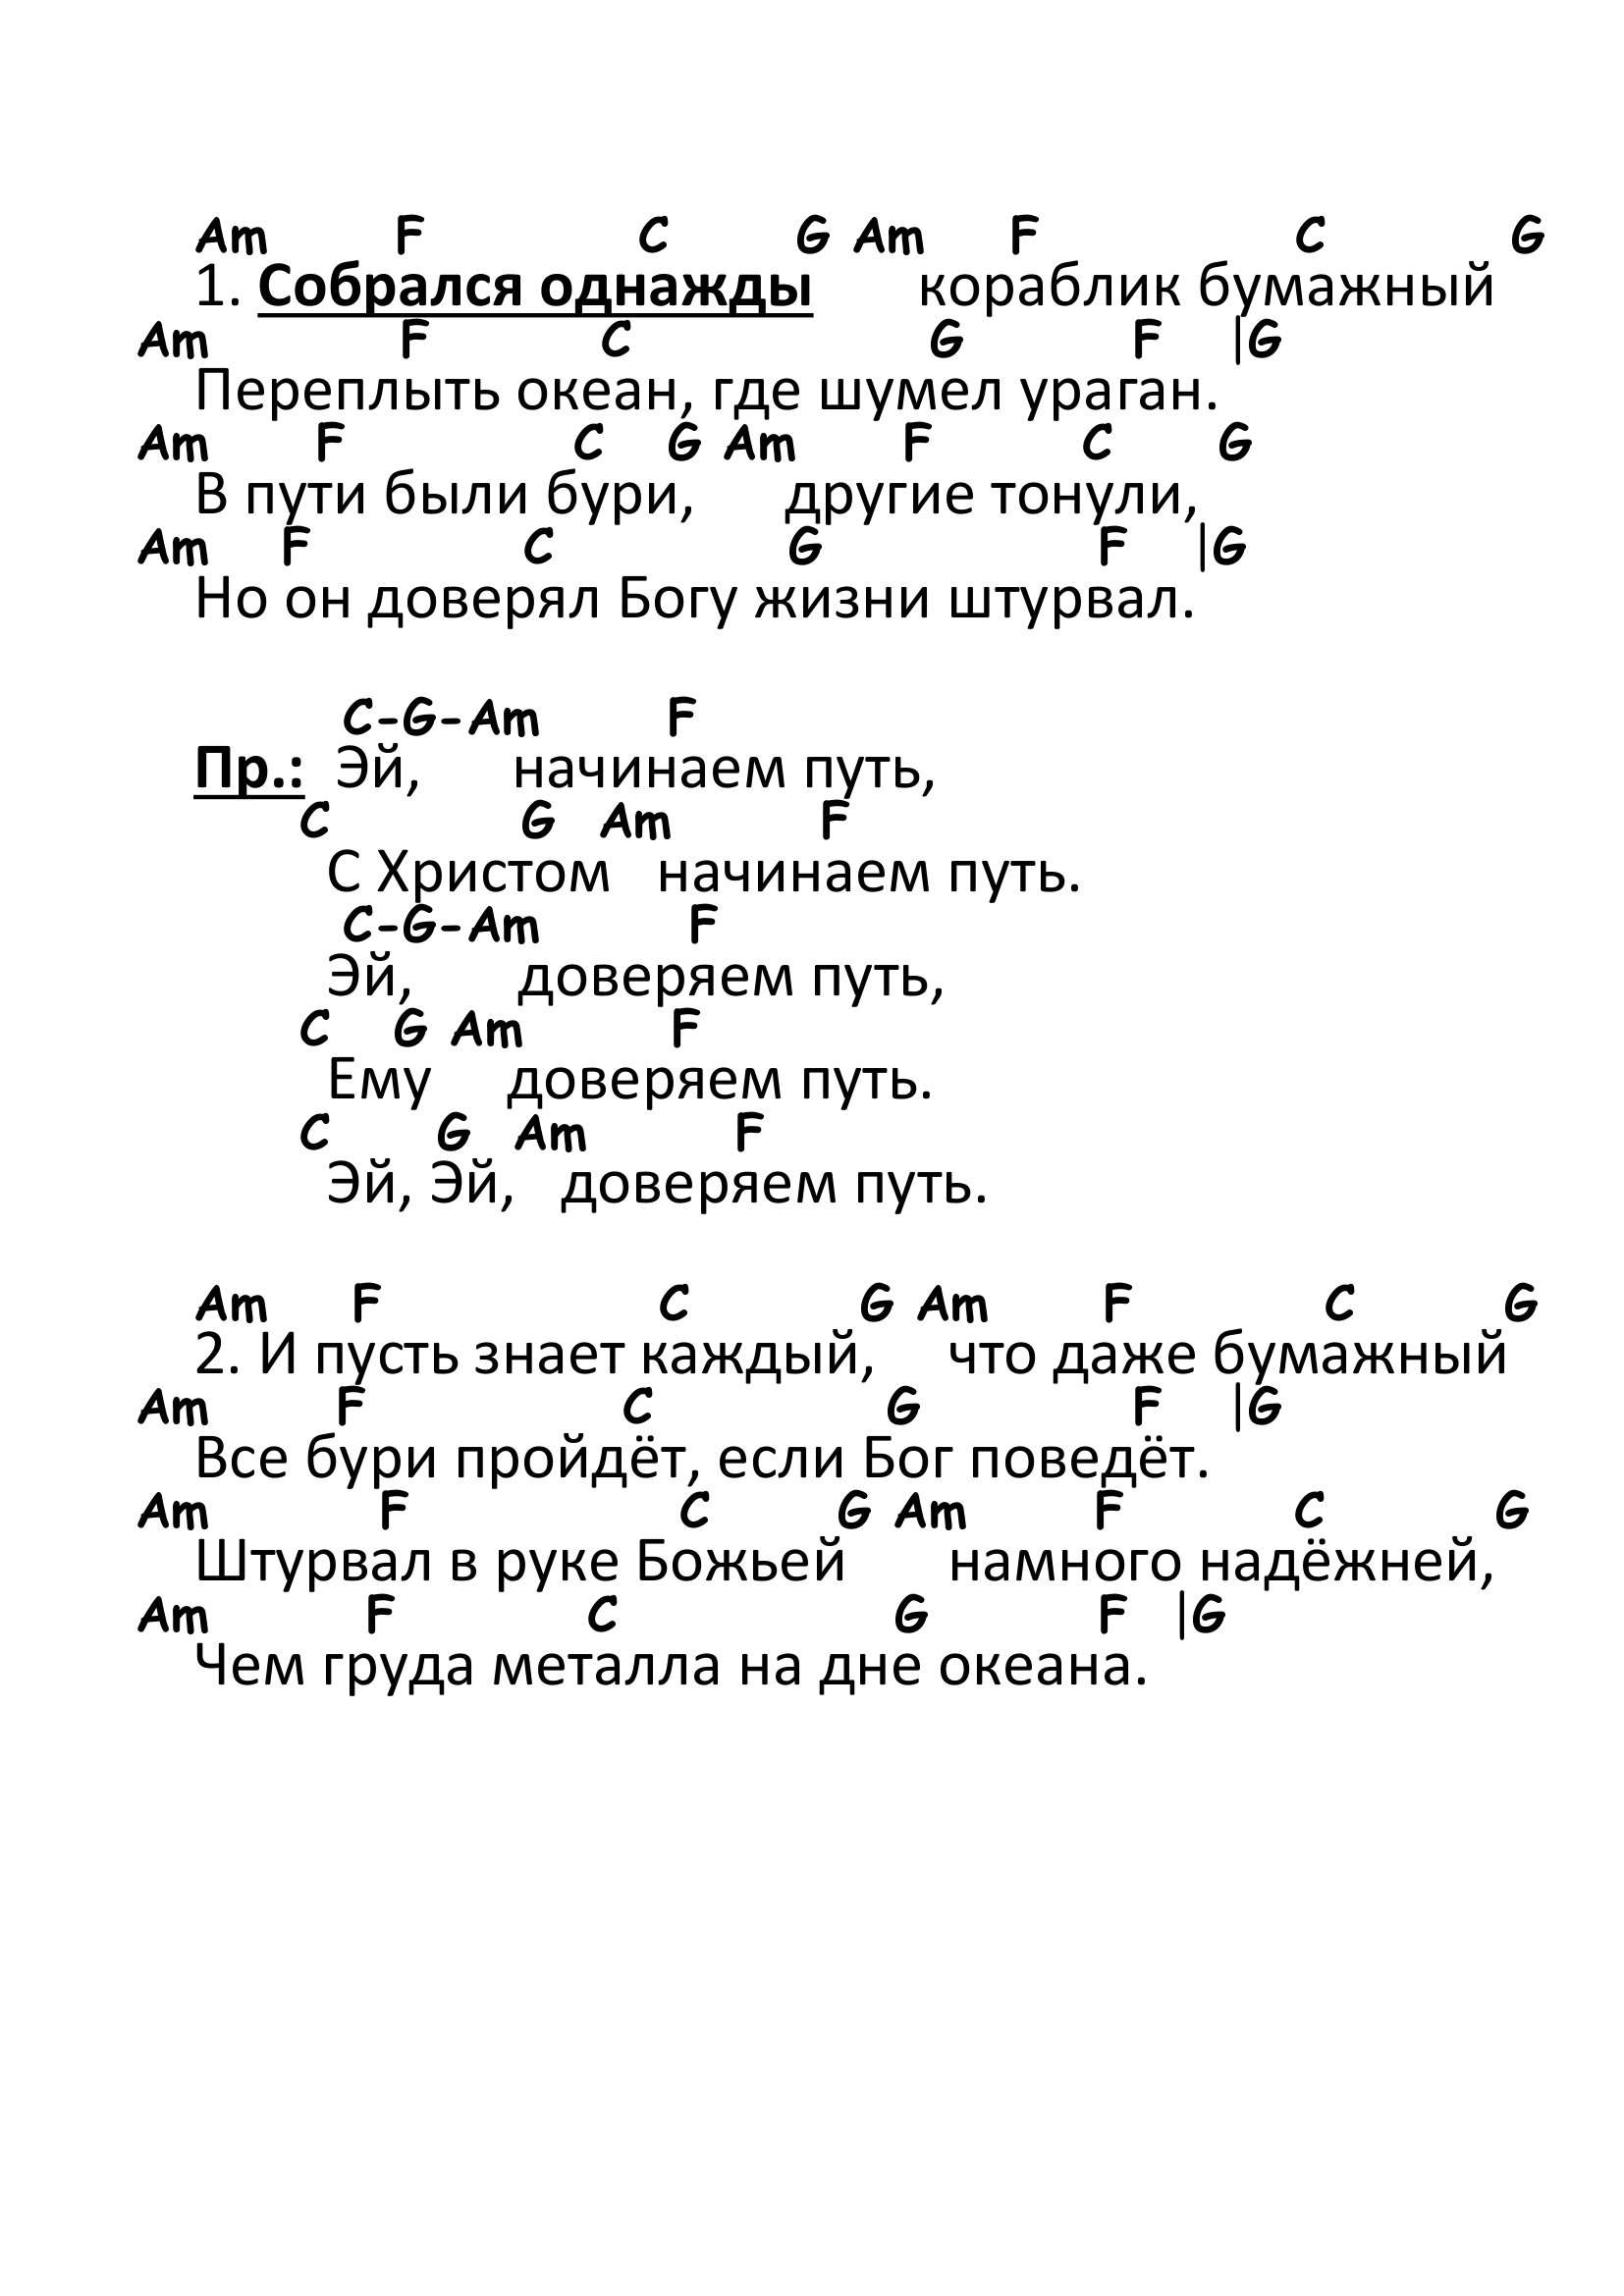 Am F C G Am F C G
1. Собрался однажды кораблик бумажный
Am F C G F |G
Переплыть океан, где шумел ураган.
Am F C G Am F C G
В пути были бури, другие тонули,
Am F C G F |G
Но он доверял Богу жизни штурвал.
C-G-Am F
Пр.: Эй, начинаем путь,
C G Am F
С Христом начинаем путь.
C-G-Am F
Эй, доверяем путь,
C G Am F
Ему доверяем путь.
C G Am F
Эй, Эй, доверяем путь.
Am F C G Am F C G
2. И пусть знает каждый, что даже бумажный
Am F C G F |G
Все бури пройдёт, если Бог поведёт.
Am F C G Am F C G
Штурвал в руке Божьей намного надёжней,
Am F C G F |G
Чем груда металла на дне океана.